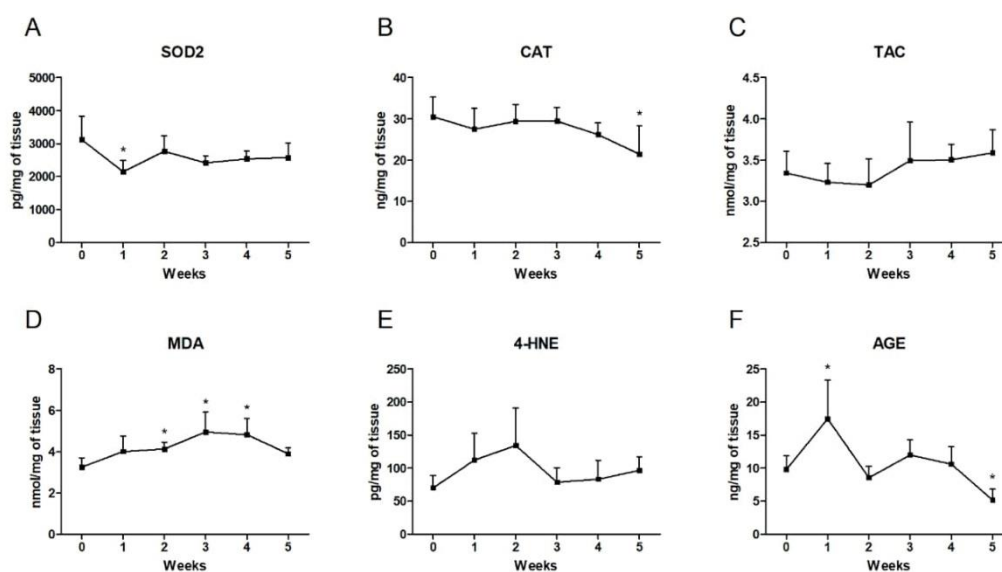 A
SOD2
pg/mg of tissue
5000
4000
3000
2000
1000
0
*
0 1 2 3 4 5
Weeks
B
CAT
ng/mg of tissue
40
30
20
10
0
*
0 1 2 3 4 5
Weeks
C
TAC
nmol/mg of tissue
4.5
4.0
3.5
3.0
2.5
0 1 2 3 4 5
Weeks
D
MDA
nmol/mg of tissue
8
6
4
2
0
* * *
0 1 2 3 4 5
Weeks
E
4-HNE
pg/mg of tissue
250
200
150
100
50
0
0 1 2 3 4 5
Weeks
F
AGE
ng/mg of tissue
25
20
15
10
5
0
* *
0 1 2 3 4 5
Weeks